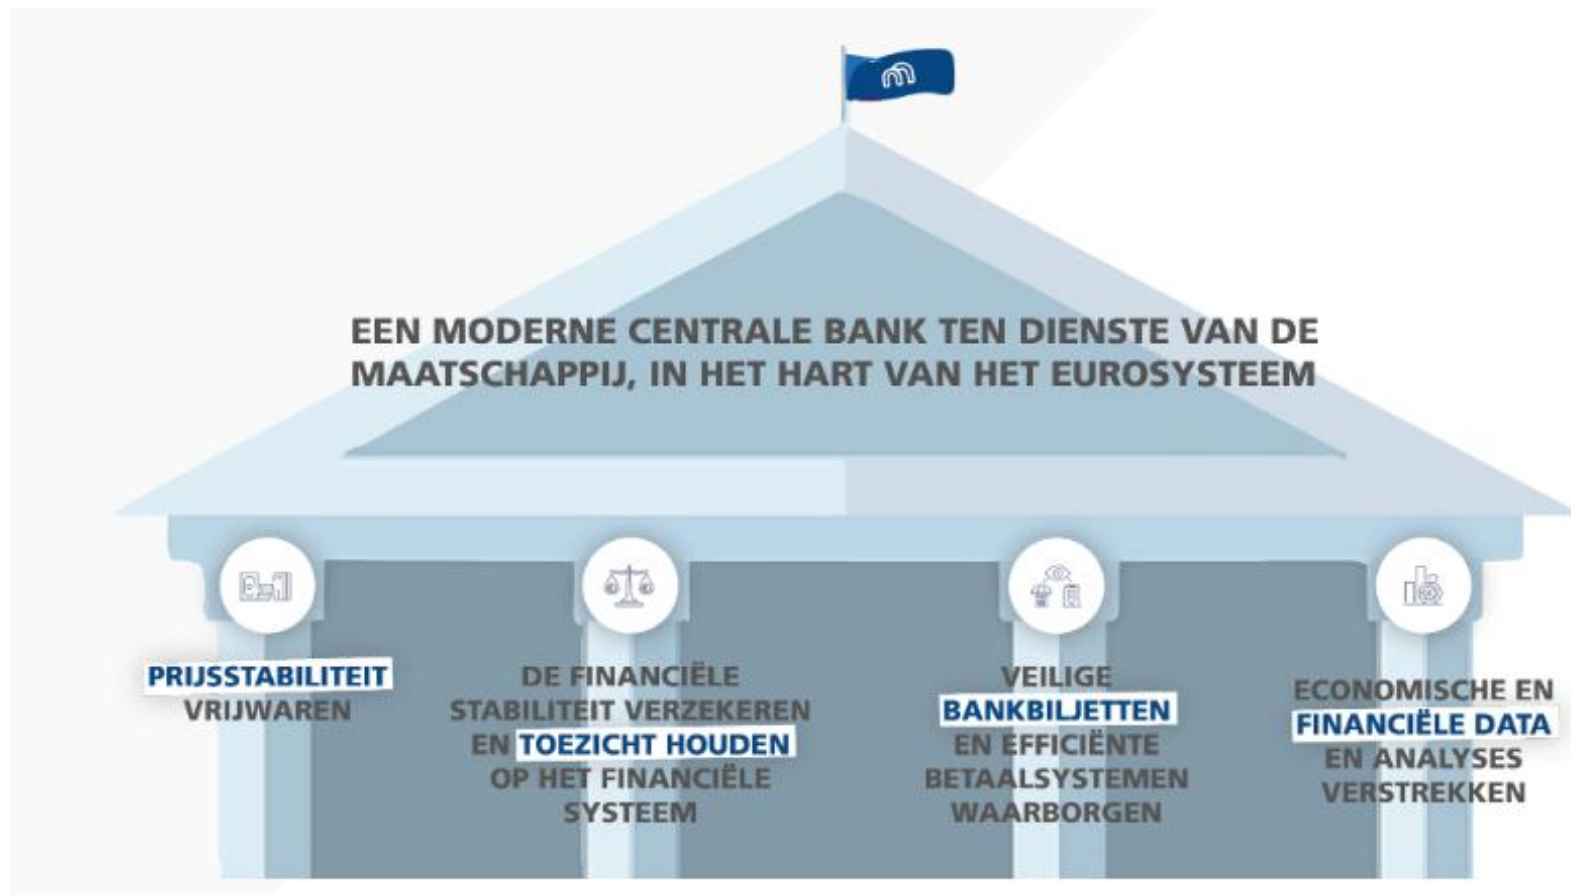 EEN MODERNE CENTRALE BANK TEN DIENSTE VAN DE
MAATSCHAPPIJ, IN HET HART VAN HET EUROSYSTEEM
PRIJSSTABILITEIT
VRIJWAREN
DE FINANCIËLE
STABILITEIT VERZEKEREN
EN TOEZICHT HOUDEN
OP HET FINANCIËLE
SYSTEEM
VEILIGE
BANKBILJETTEN
EN EFFICIËNTE
BETAALSYSTEMEN
WAARBORGEN
ECONOMISCHE EN
FINANCIËLE DATA
EN ANALYSES
VERSTREKKEN